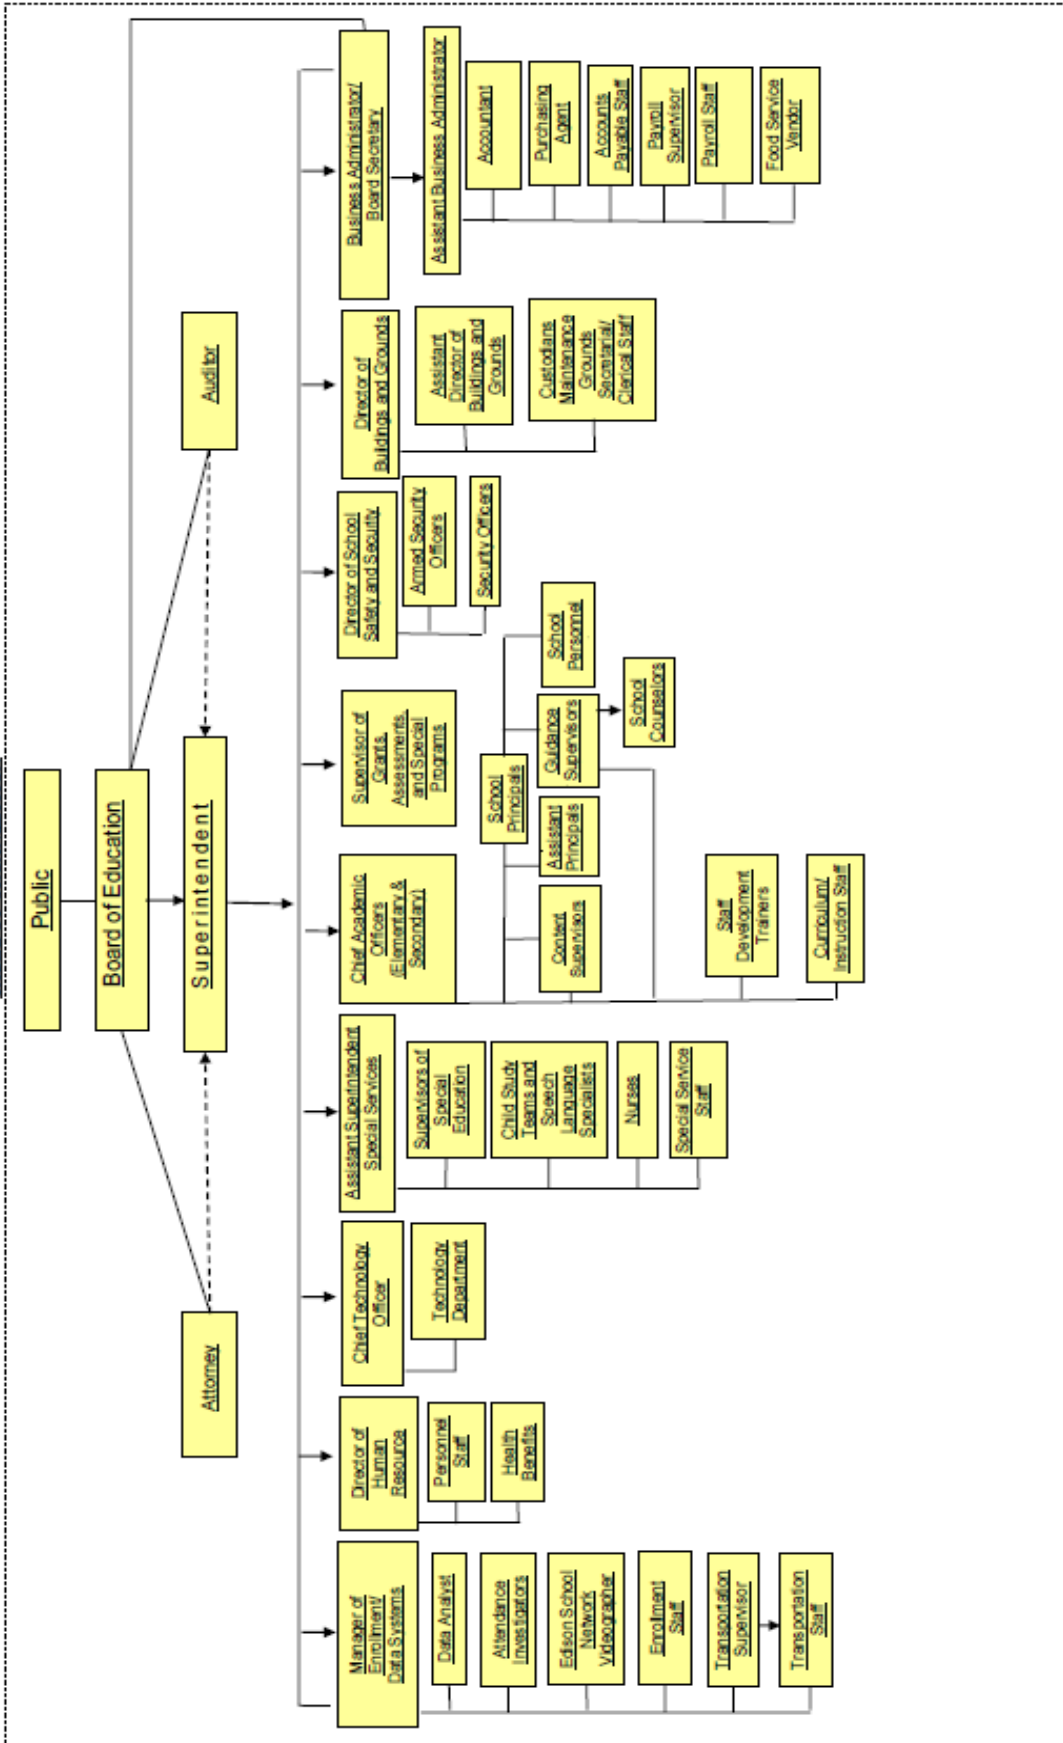 Public
Board of Education
Superintendent
Attorney
Auditor
Manager of
Enrollment/
Data Systems
Data Analyst
Attendance
Investigators
Edison School
Network
Videographer
Enrollment
Staff
Transportation
Supervisor
Transportation
Staff
Director of
Human
Resource
Personnel
Staff
Health
Benefits
Chief Technology
Officer
Technology
Department
Assistant Superintendent
Special Services
Supervisors of
Special
Education
Child Study
Teams and
Speech
Language
Specialists
Nurses
Special Service
Staff
Chief Academic
Officers
(Elementary &
Secondary)
School
Principals
Content
Supervisors
Assistant
Principals
Guidance
Supervisors
School
Personnel
School
Counselors
Staff
Development
Trainers
Curriculum/
Instruction Staff
Supervisor of
Grants,
Assessments,
and Special
Programs
Director of School
Safety and Security
Armed Security
Officers
Security Officers
Director of
Buildings and Grounds
Assistant
Director of
Buildings and
Grounds
Custodians
Maintenance
Grounds
Secretarial/
Clerical Staff
Business Administrator/
Board Secretary
Assistant Business Administrator
Accountant
Purchasing
Agent
Accounts
Payable Staff
Payroll
Supervisor
Payroll Staff
Food Service
Vendor